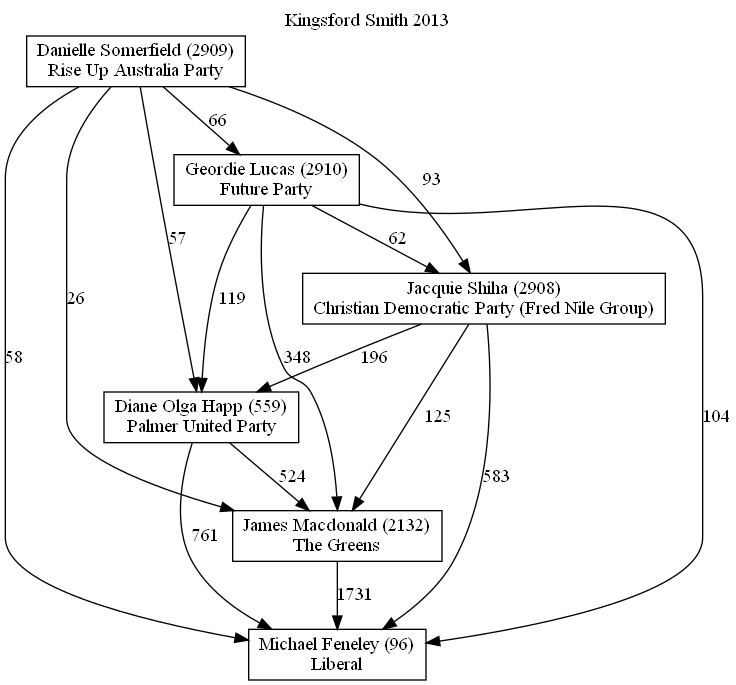 Kingsford Smith 2013
Danielle Somerfield (2909)
Rise Up Australia Party
66
Geordie Lucas (2910)
Future Party
93
57
62
26
119
Jacquie Shiha (2908)
Christian Democratic Party (Fred Nile Group)
58
348
196
104
Diane Olga Happ (559)
Palmer United Party
125
524
583
James Macdonald (2132)
The Greens
761
1731
Michael Feneley (96)
Liberal